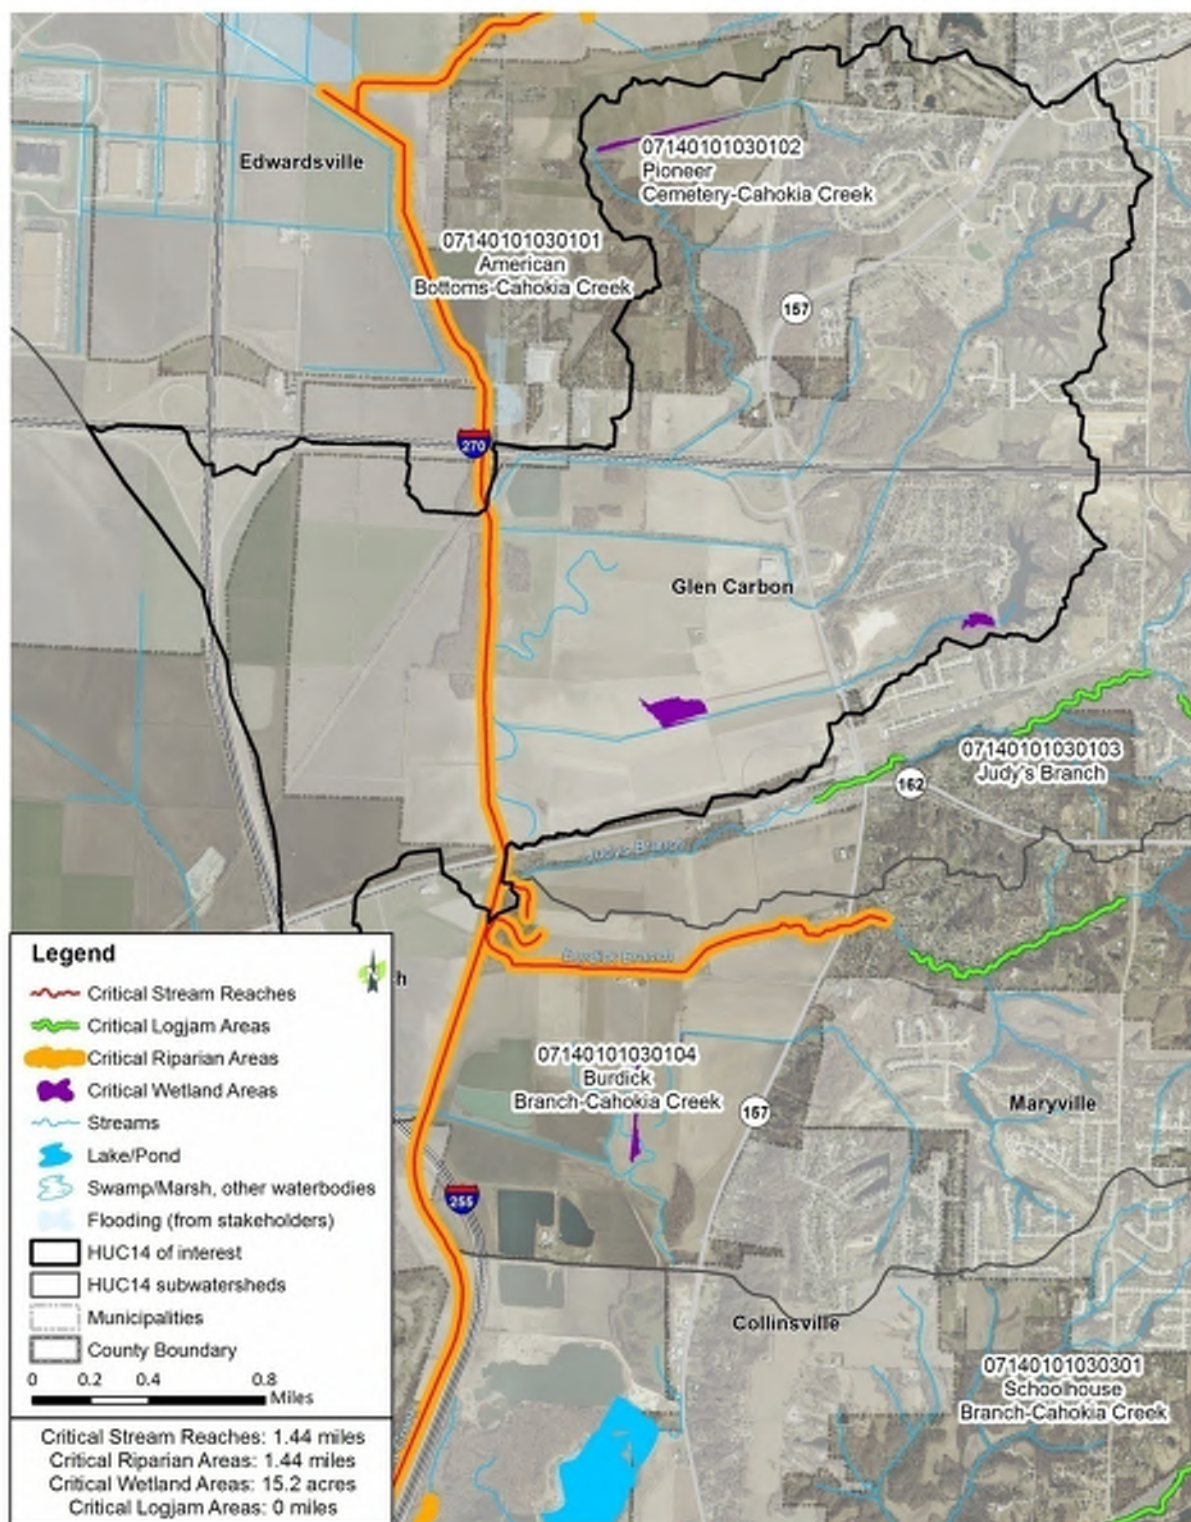 Edwardsville
07140101030102
Pioneer
Cemetery-Cahokia Creek
07140101030101
American
Bottoms-Cahokia Creek
157
270
Glen Carbon
07140101030103
Judy's Branch
162
Judy's Branch
Burdick Branch
h
07140101030104
Burdick
Branch-Cahokia Creek
157
Maryville
255
Collinsville
07140101030301
Schoolhouse
Branch-Cahokia Creek
Legend
Critical Stream Reaches
Critical Logjam Areas
Critical Riparian Areas
Critical Wetland Areas
Streams
Lake/Pond
Swamp/Marsh, other waterbodies
Flooding (from stakeholders)
HUC14 of interest
HUC14 subwatersheds
Municipalities
County Boundary
0 0.2 0.4 0.8
Miles
Critical Stream Reaches: 1.44 miles
Critical Riparian Areas: 1.44 miles
Critical Wetland Areas: 15.2 acres
Critical Logjam Areas: 0 miles